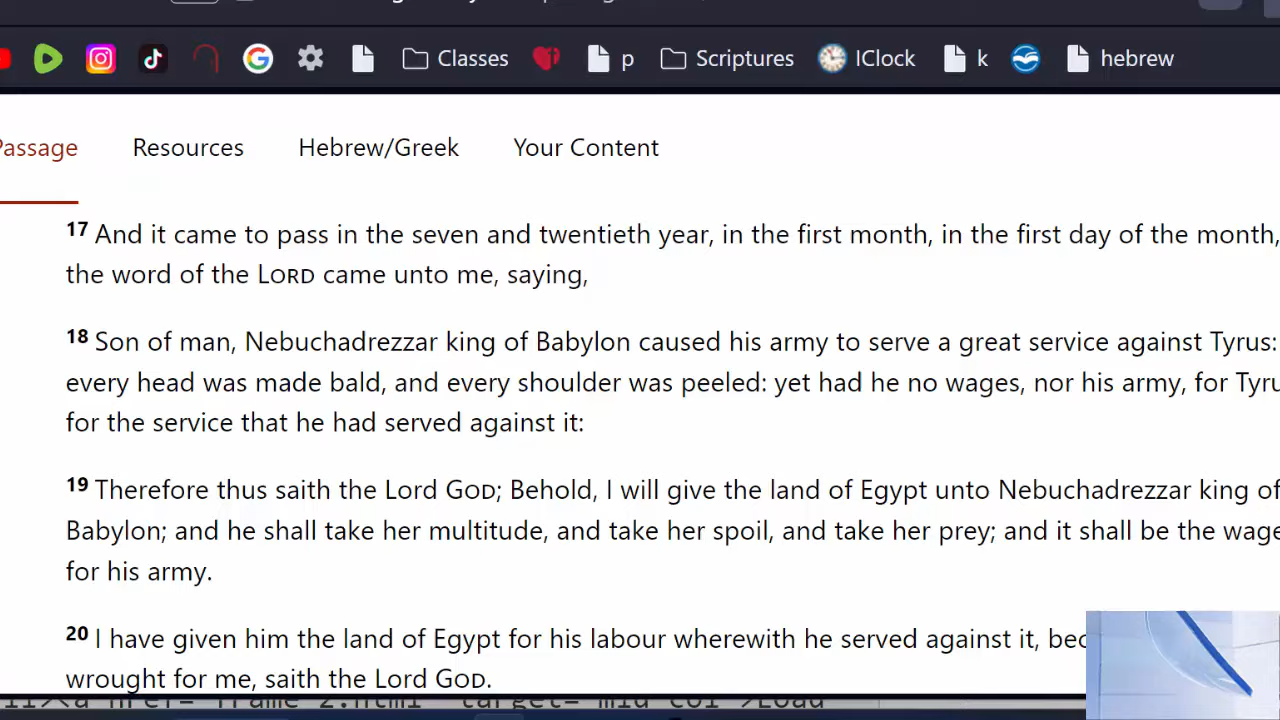 Classes p Scriptures IClock k hebrew
Passage Resources Hebrew/Greek Your Content
17 And it came to pass in the seven and twentieth year, in the first month, in the first day of the month,
the word of the LORD came unto me, saying,
18 Son of man, Nebuchadrezzar king of Babylon caused his army to serve a great service against Tyrus:
every head was made bald, and every shoulder was peeled: yet had he no wages, nor his army, for
for the service that he had served against it:
19 Therefore thus saith the Lord GOD; Behold, I will give the land of Egypt unto Nebuchadrezzar king of
Babylon; and he shall take her multitude, and take her spoil, and take her prey; and it shall be the
for his army.
20 I have given him the land of Egypt for his labour wherewith he served against it,
wrought for me, saith the Lord GOD.